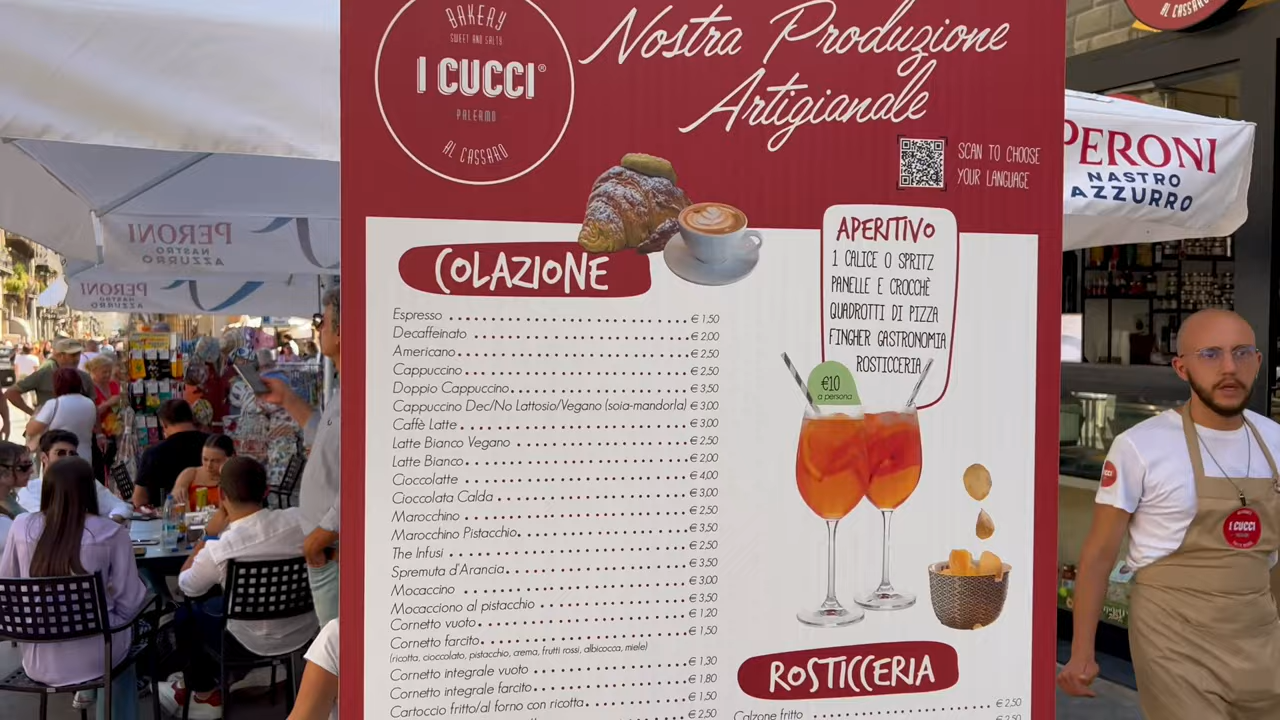 BAKERY
SWEET AND SALTY
I CUCCI®
PALERMO
AL CASSARO
Nostra Produzione
Artigianale
SCAN TO CHOOSE
YOUR LANGUAGE
COLAZIONE
Espresso € 1,50
Decaffeinato € 2,00
Americano € 2,50
Cappuccino € 2,50
Doppio Cappuccino € 3,50
Cappuccino Dec/No Lattosio/Vegano (soia-mandorla) € 3,00
Caffè Latte € 3,00
Latte Bianco Vegano € 2,50
Latte Bianco € 2,00
Cioccolatte € 4,00
Cioccolata Calda € 3,00
Marocchino € 2,50
Marocchino Pistacchio € 3,50
The Infusi € 2,50
Spremuta d'Arancia € 3,50
Mocaccino € 3,00
Mocacciono al pistacchio € 3,50
Cornetto vuoto € 1,20
Cornetto farcito € 1,50
(ricotta, cioccolato, pistacchio, crema, frutti rossi, albicocca, miele)
Cornetto integrale vuoto € 1,30
Cornetto integrale farcito € 1,80
Cartoccio fritto/al forno con ricotta € 1,50
€ 2,50
APERITIVO
1 CALICE O SPRITZ
PANELLE E CROCCHÈ
QUADROTTI DI PIZZA
FINGHER GASTRONOMIA
ROSTICCERIA
€10
a persona
ROSTICCERIA
Calzone fritto € 2,50
AL CASSARO
PERONI
NASTRO
AZZURRO
PERONI
NASTRO
AZZURRO
PERONI
NASTRO
AZZURRO
I CUCCI